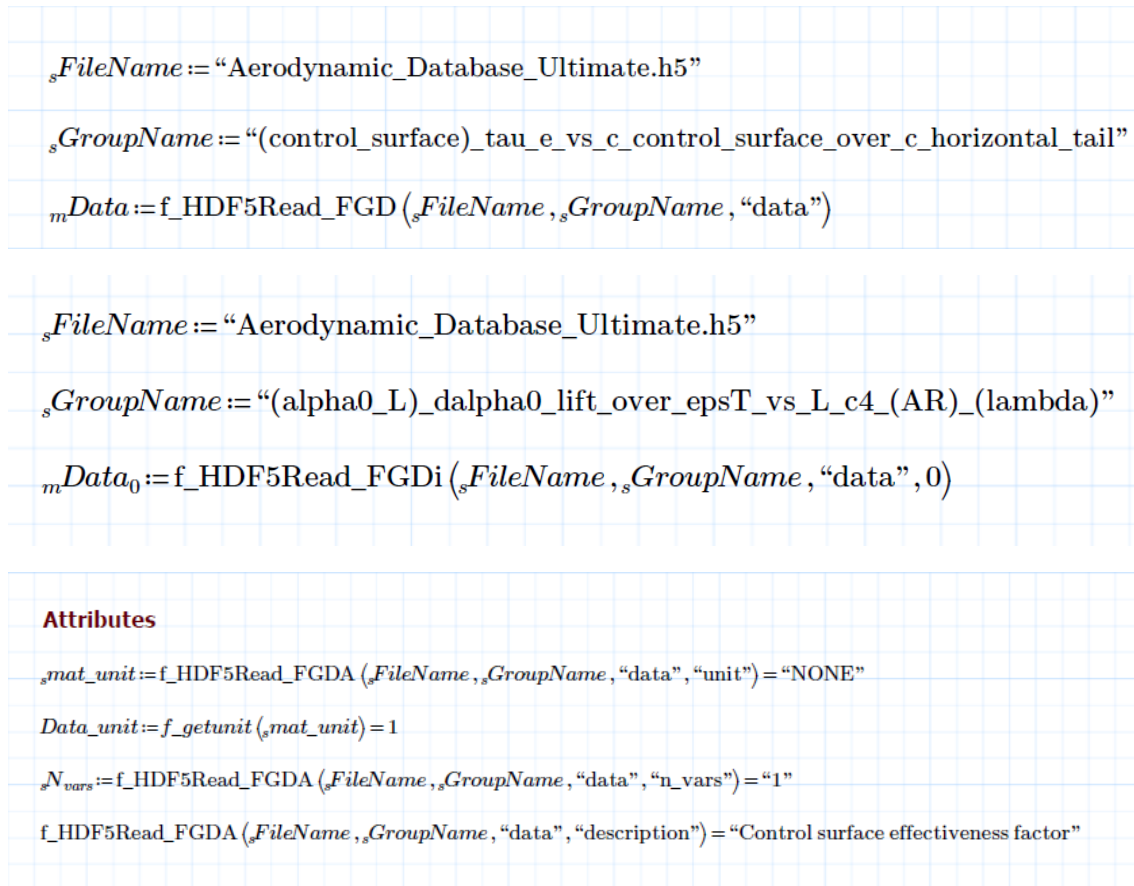 sFileName:=“Aerodynamic_Database_Ultimate.h5”
sGroupName:=“(control_surface)_tau_e_vs_c_control_surface_over_c_horizontal_tail”
mData:=f_HDF5Read_FGD(sFileName,sGroupName,“data”)
sFileName:=“Aerodynamic_Database_Ultimate.h5”
sGroupName:=“(alpha0_L)_dalpha0_lift_over_epsT_vs_L_c4_(AR)_(lambda)”
mData0:=f_HDF5Read_FGDi(sFileName,sGroupName,“data”,0)
Attributes
smat_unit:=f_HDF5Read_FGDA(sFileName,sGroupName,“data”,“unit”)=“NONE”
Data_unit:=f_getunit(smat_unit)=1
sNvars:=f_HDF5Read_FGDA(sFileName,sGroupName,“data”,“n_vars”)=“1”
f_HDF5Read_FGDA(sFileName,sGroupName,“data”,“description”)=“Control surface effectiveness factor”